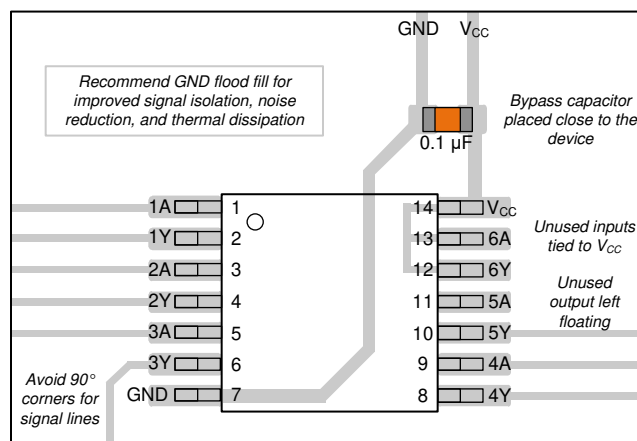 GND
V_CC
Recommend GND flood fill for
improved signal isolation, noise
reduction, and thermal dissipation
Bypass capacitor
placed close to the
device
0.1 µF
1A 1 14 V_CC
1Y 2 13 6A
2A 3 12 6Y
2Y 4 11 5A
3A 5 10 5Y
3Y 6 9 4A
GND 7 8 4Y
Unused inputs
tied to V_CC
Unused
output left
floating
Avoid 90°
corners for
signal lines